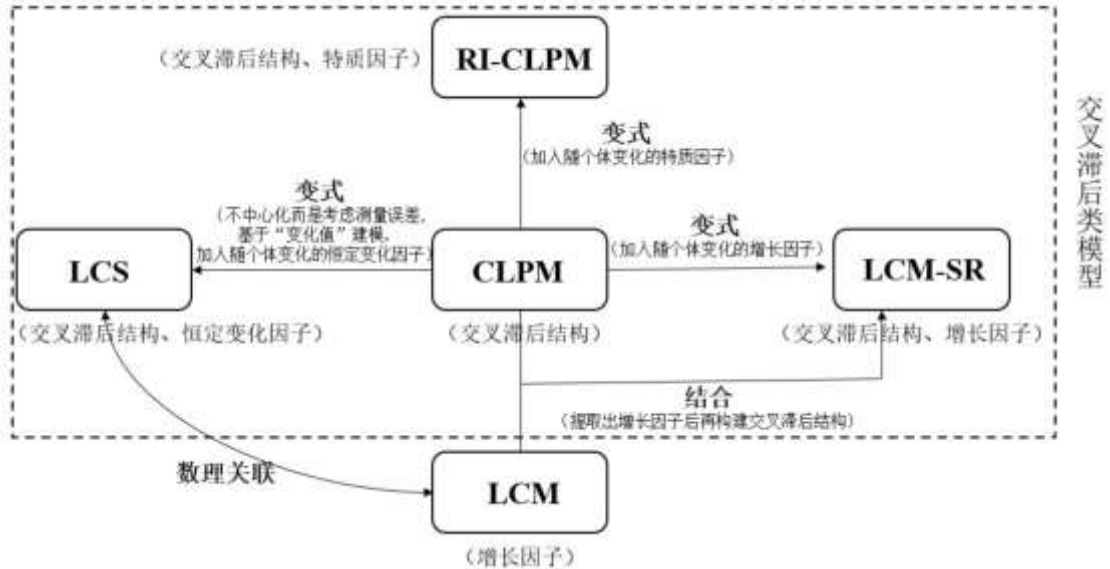 RI-CLPM
(交叉滞后结构、特质因子)
变式
(加入随个体变化的特质因子)
变式
(不中心化而是考虑测量误差,
基于“变化值”建模,
加入随个体变化的恒定变化因子)
变式
(加入随个体变化的增长因子)
LCS
CLPM
LCM-SR
(交叉滞后结构、恒定变化因子)
(交叉滞后结构)
(交叉滞后结构、增长因子)
结合
(提取出增长因子后再构建交叉滞后结构)
数理关联
LCM
(增长因子)
交叉滞后类模型